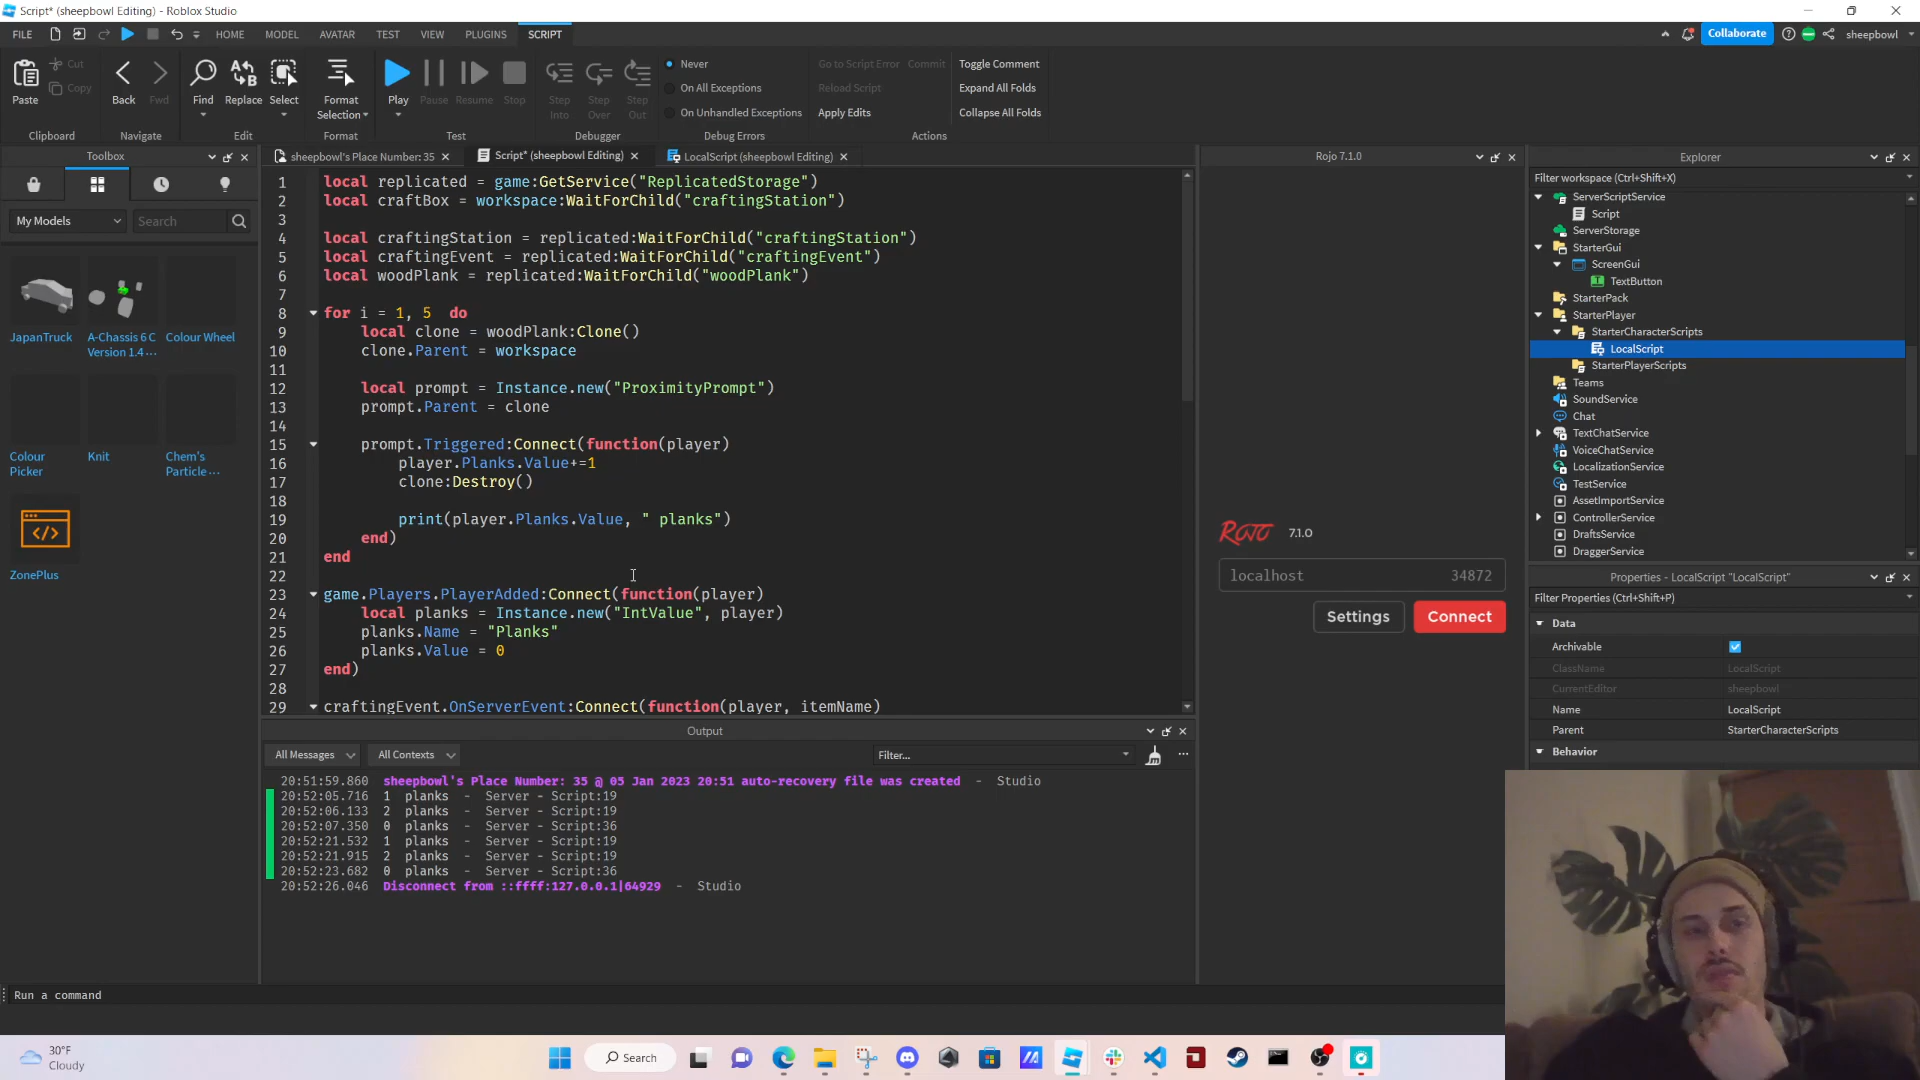 Script* (sheepbowl Editing) - Roblox Studio
FILE HOME MODEL AVATAR TEST VIEW PLUGINS SCRIPT Collaborate sheepbowl
Paste Cut Copy Back Fwd Find Replace Select Format Selection Play Pause Resume Stop Step Into Step Over Step Out
Never
On All Exceptions
On Unhandled Exceptions
Go to Script Error Commit
Reload Script
Apply Edits
Toggle Comment
Expand All Folds
Collapse All Folds
Clipboard Navigate Edit Format Test Debugger Debug Errors Actions
Toolbox
My Models Search
JapanTruck
A-Chassis 6 C Version 1.4 ...
Colour Wheel
Colour Picker
Knit
Chem's Particle ...
ZonePlus
sheepbowl's Place Number: 35 Script* (sheepbowl Editing) LocalScript (sheepbowl Editing)
1 local replicated = game:GetService("ReplicatedStorage")
2 local craftBox = workspace:WaitForChild("craftingStation")
3
4 local craftingStation = replicated:WaitForChild("craftingStation")
5 local craftingEvent = replicated:WaitForChild("craftingEvent")
6 local woodPlank = replicated:WaitForChild("woodPlank")
7
8 for i = 1, 5  do
9 local clone = woodPlank:Clone()
10 clone.Parent = workspace
11
12 local prompt = Instance.new("ProximityPrompt")
13 prompt.Parent = clone
14
15 prompt.Triggered:Connect(function(player)
16 player.Planks.Value+=1
17 clone:Destroy()
18
19 print(player.Planks.Value, " planks")
20 end)
21 end
22
23 game.Players.PlayerAdded:Connect(function(player)
24 local planks = Instance.new("IntValue", player)
25 planks.Name = "Planks"
26 planks.Value = 0
27 end)
28
29 craftingEvent.OnServerEvent:Connect(function(player, itemName)
Output
All Messages All Contexts Filter...
20:51:59.860 sheepbowl's Place Number: 35 @ 05 Jan 2023 20:51 auto-recovery file was created - Studio
20:52:05.716 1 planks - Server - Script:19
20:52:06.133 2 planks - Server - Script:19
20:52:07.350 0 planks - Server - Script:36
20:52:21.532 1 planks - Server - Script:19
20:52:21.915 2 planks - Server - Script:19
20:52:23.682 0 planks - Server - Script:36
20:52:26.046 Disconnect from ::ffff:127.0.0.1|64929 - Studio
Run a command
Rojo 7.1.0
ROJO 7.1.0
localhost 34872
Settings Connect
Explorer
Filter workspace (Ctrl+Shift+X)
ServerScriptService
Script
ServerStorage
StarterGui
ScreenGui
TextButton
StarterPack
StarterPlayer
StarterCharacterScripts
LocalScript
StarterPlayerScripts
Teams
SoundService
Chat
TextChatService
VoiceChatService
LocalizationService
TestService
AssetImportService
ControllerService
DraftsService
DraggerService
Properties - LocalScript "LocalScript"
Filter Properties (Ctrl+Shift+P)
Data
Archivable
ClassName LocalScript
CurrentEditor sheepbowl
Name LocalScript
Parent StarterCharacterScripts
Behavior
30°F
Cloudy
Search